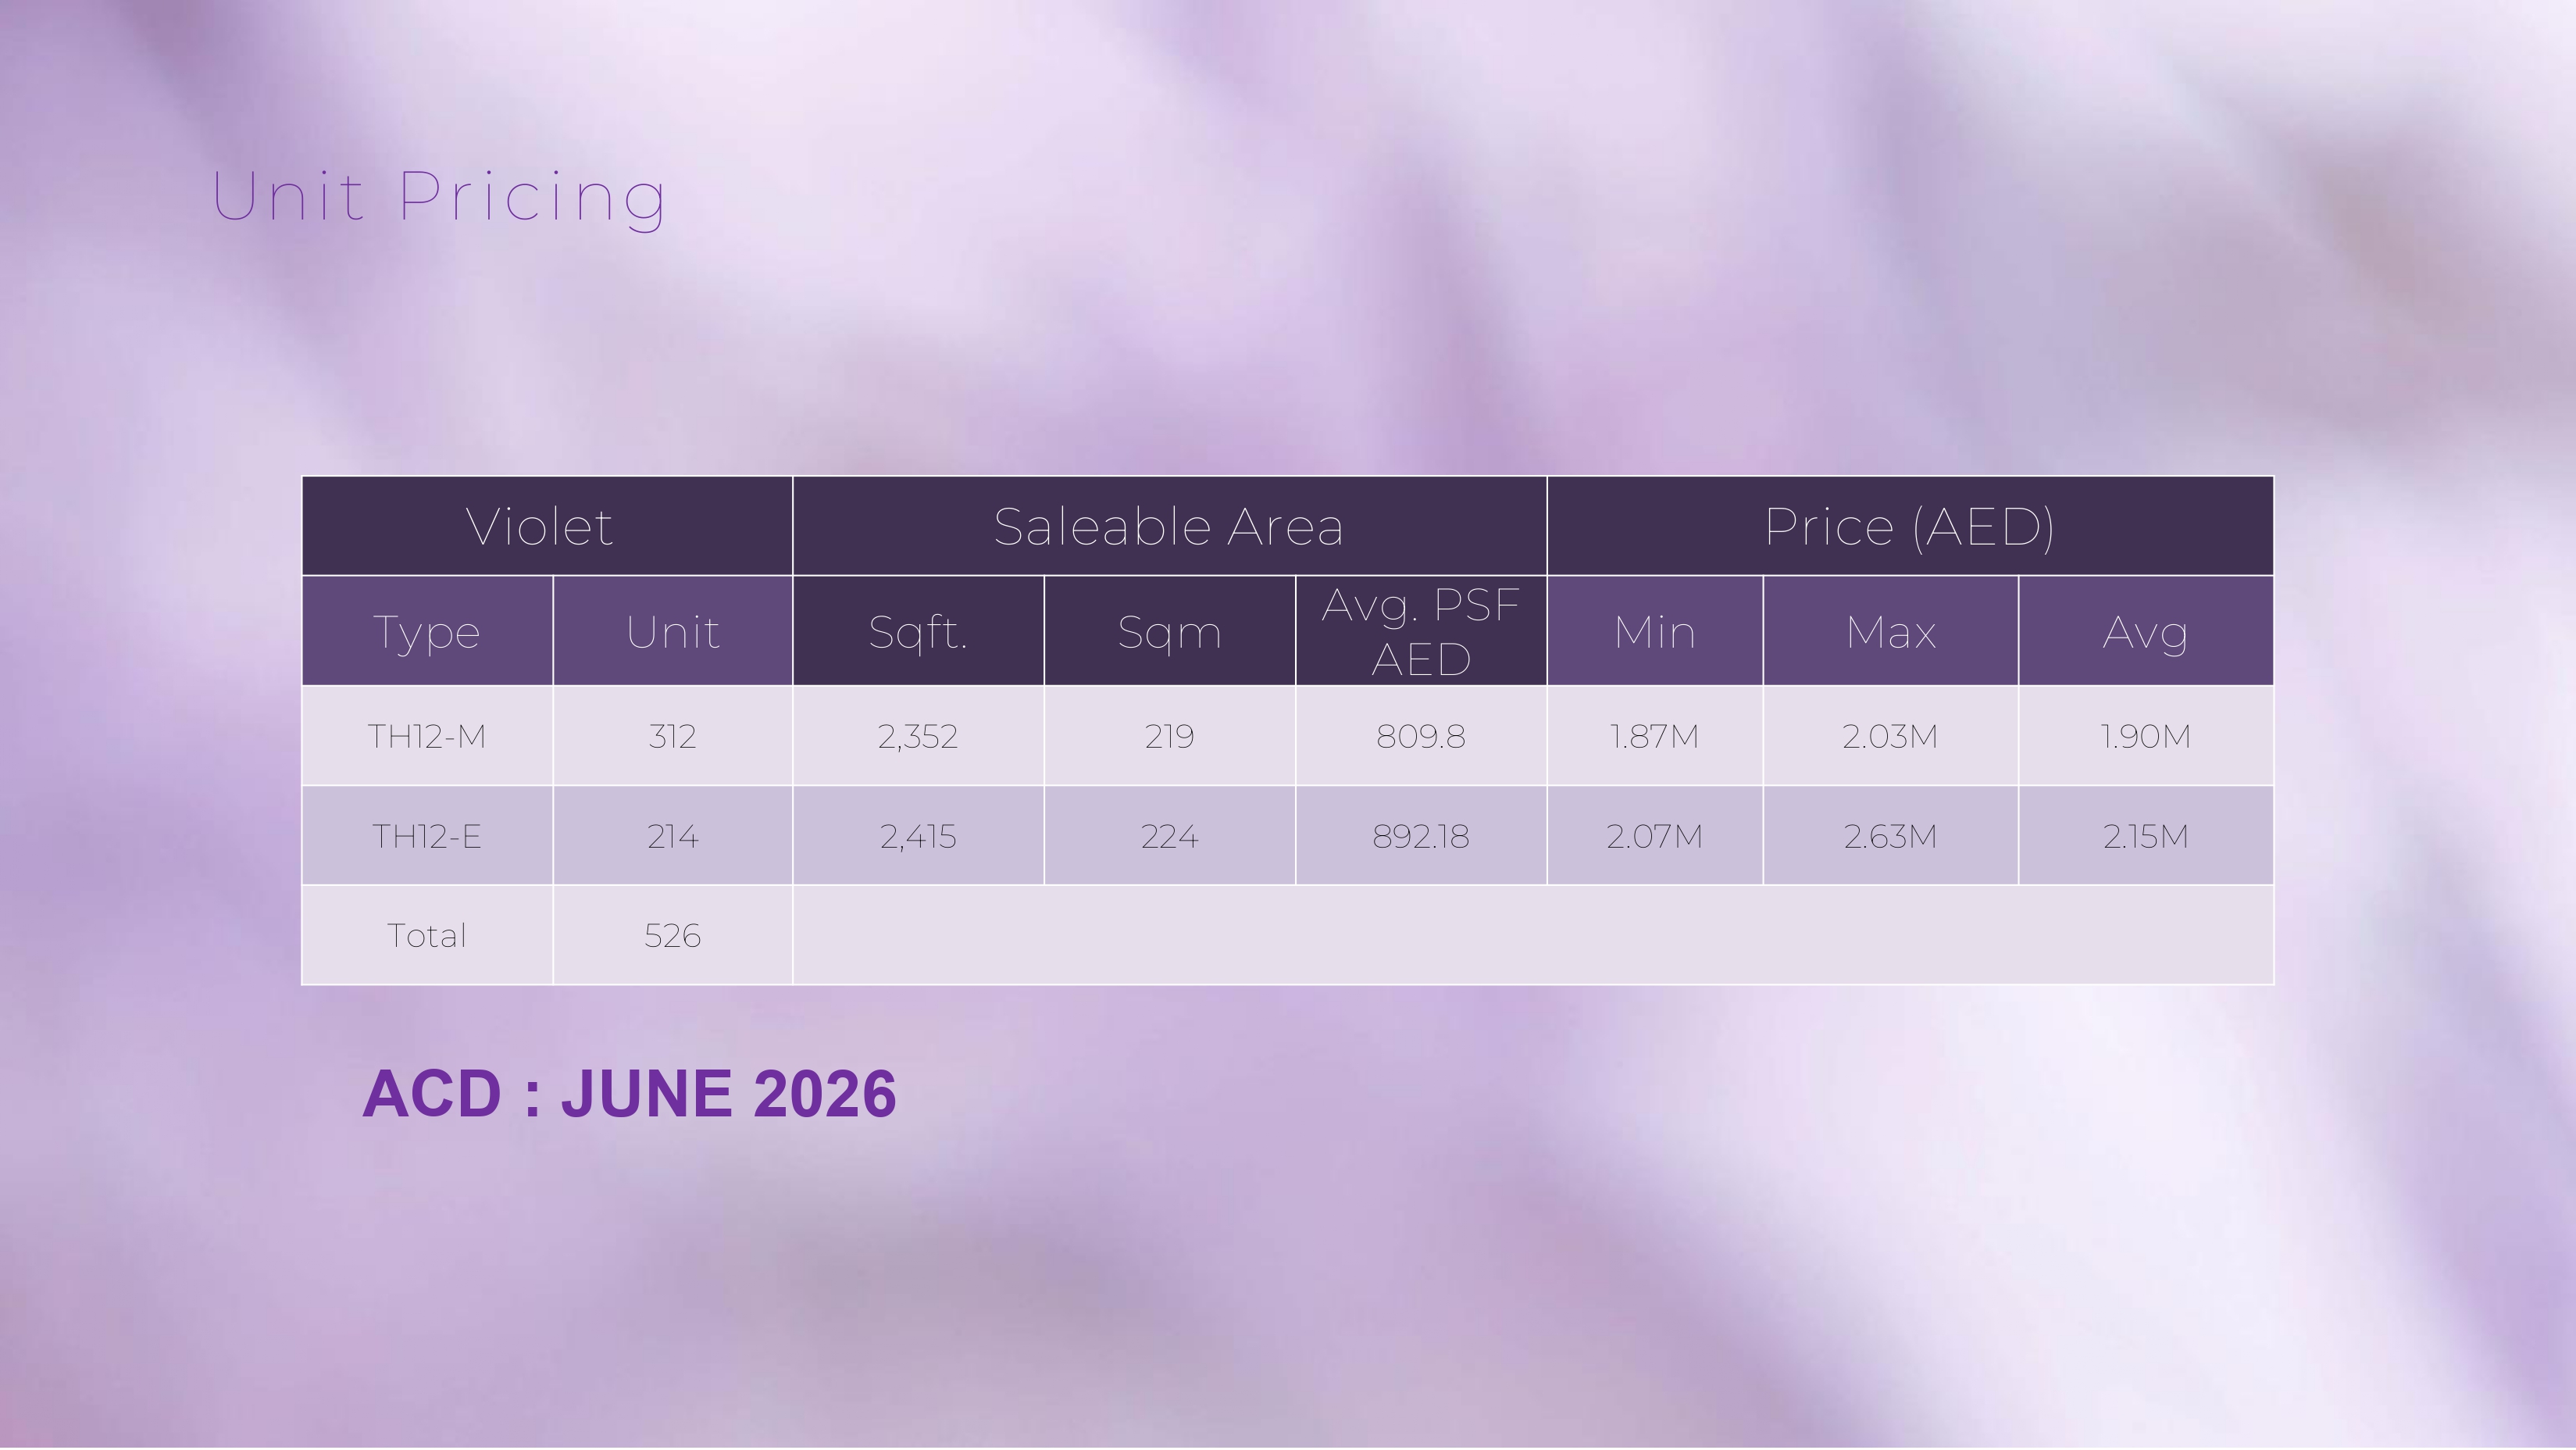 Unit Pricing
Violet Saleable Area Price (AED)
Type Unit Sqft. Sqm Avg. PSF AED Min Max Avg
TH12-M 312 2,352 219 809.8 1.87M 2.03M 1.90M
TH12-E 214 2,415 224 892.18 2.07M 2.63M 2.15M
Total 526
ACD : JUNE 2026